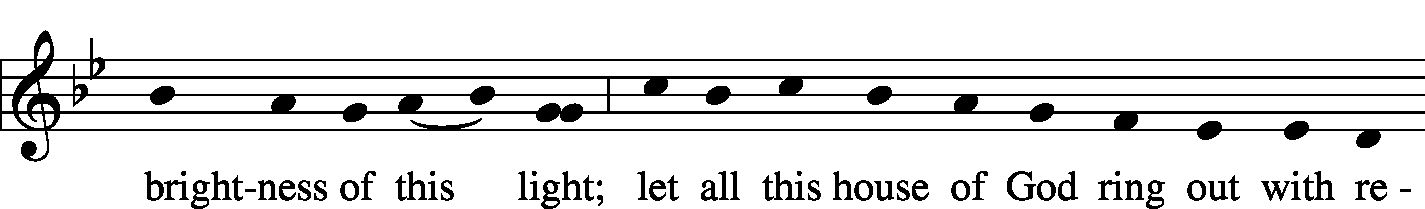 bright-ness of this light; let all this house of God ring out with re -